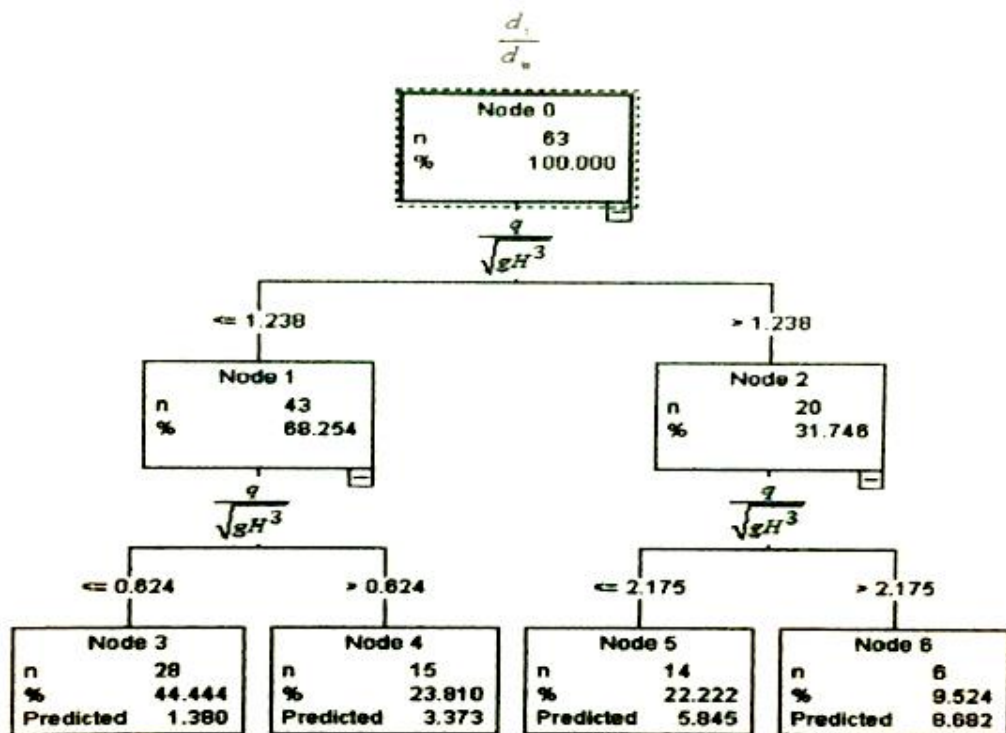 d₁
d
Node 0
n 63
% 100.000
q
√gH³
<= 1.238 > 1.238
Node 1 Node 2
n 43 n 20
% 68.254 % 31.746
q q
√gH³ √gH³
<= 0.624 > 0.624 <= 2.175 > 2.175
Node 3 Node 4 Node 5 Node 6
n 28 n 15 n 14 n 6
% 44.444 % 23.810 % 22.222 % 9.524
Predicted 1.380 Predicted 3.373 Predicted 5.845 Predicted 8.682